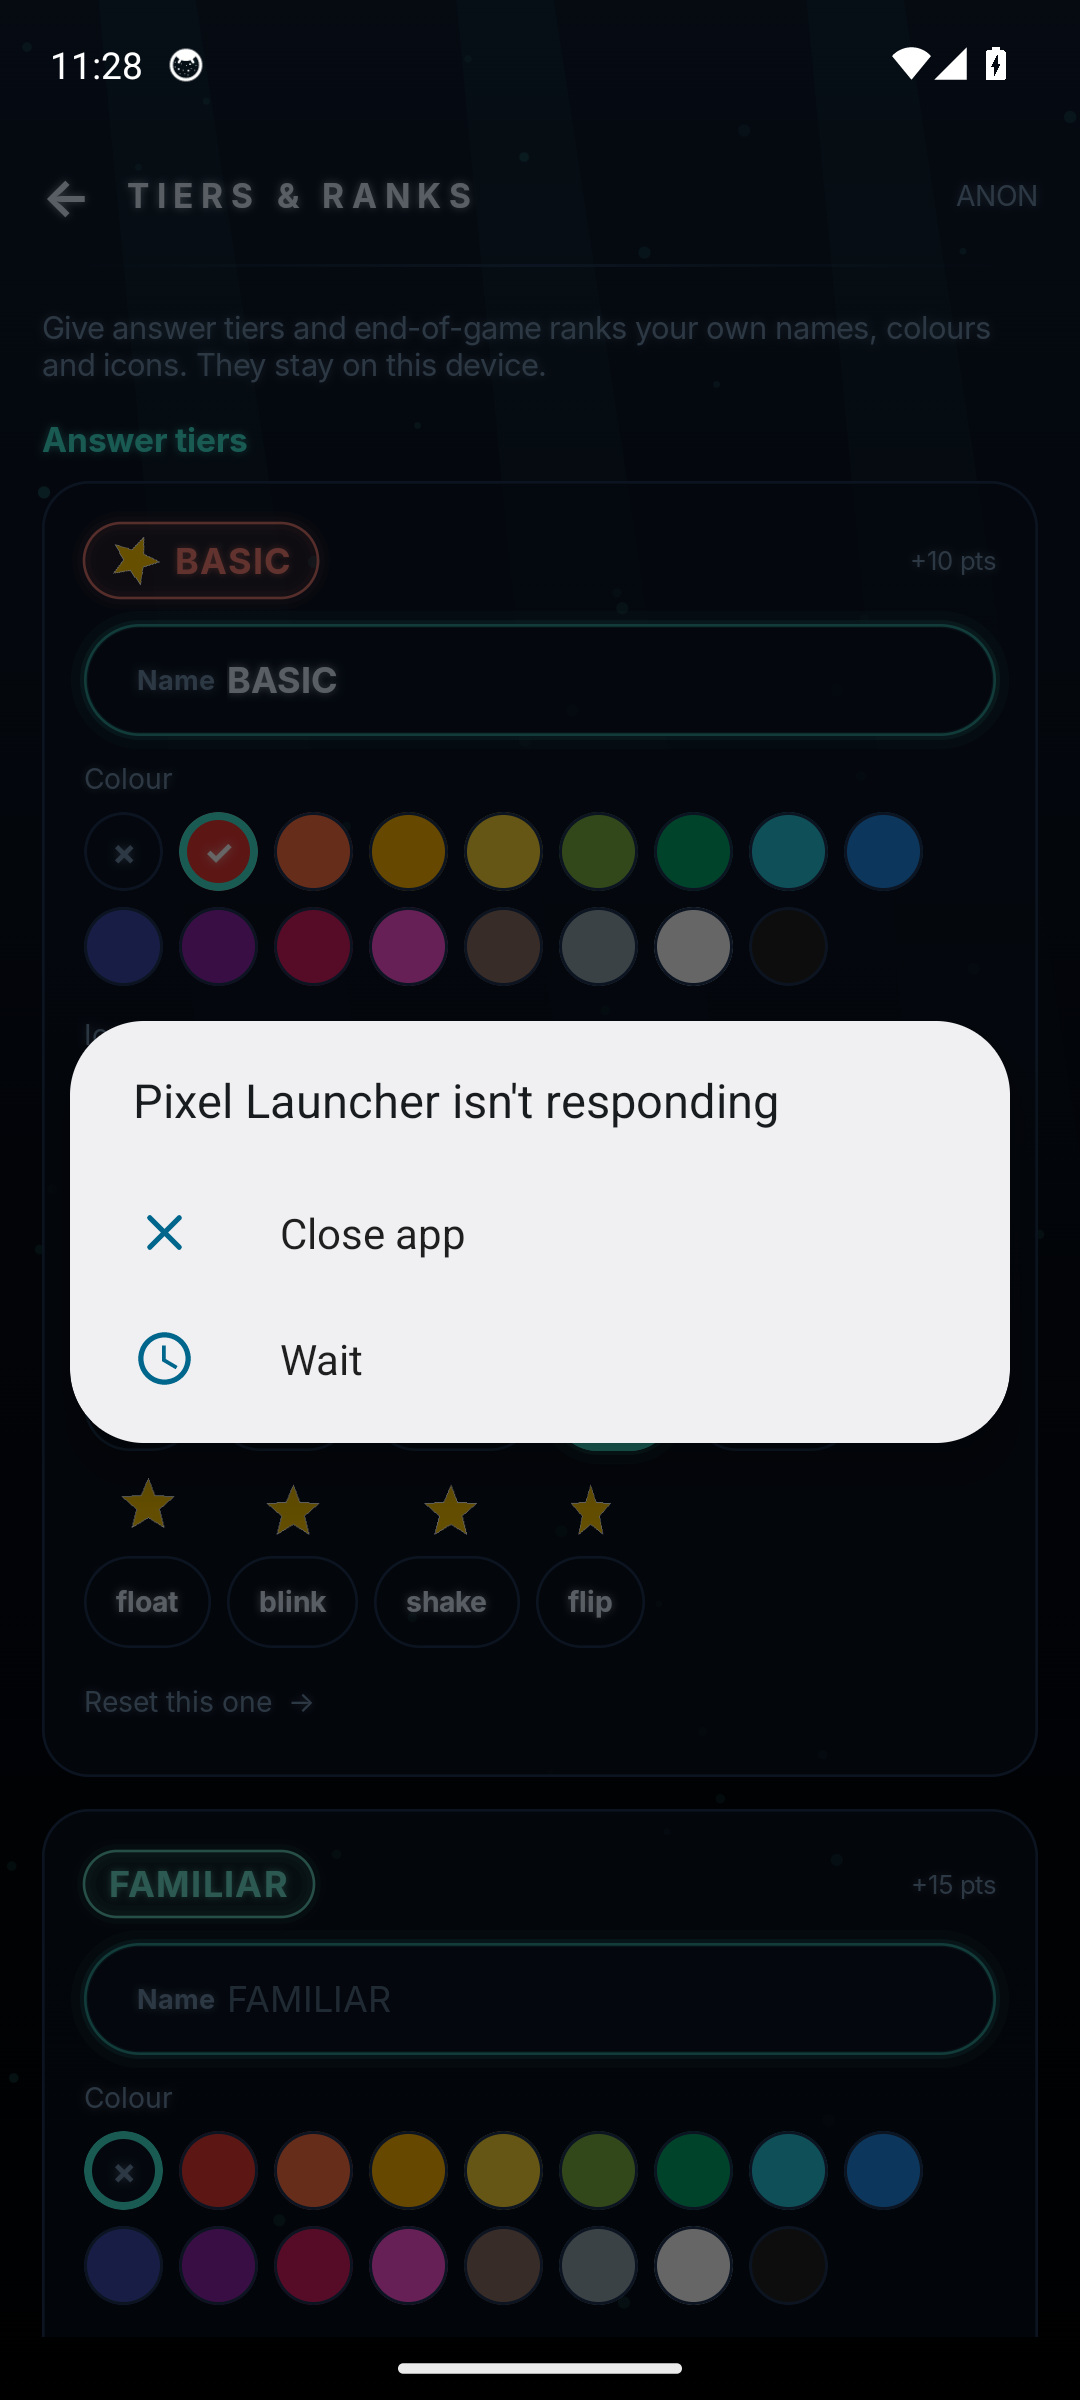 11:28
TIERS & RANKS
ANON
Give answer tiers and end-of-game ranks your own names, colours
and icons. They stay on this device.
Answer tiers
BASIC
+10 pts
Name BASIC
Colour
Pixel Launcher isn't responding
Close app
Wait
float blink shake flip
Reset this one →
FAMILIAR
+15 pts
Name FAMILIAR
Colour